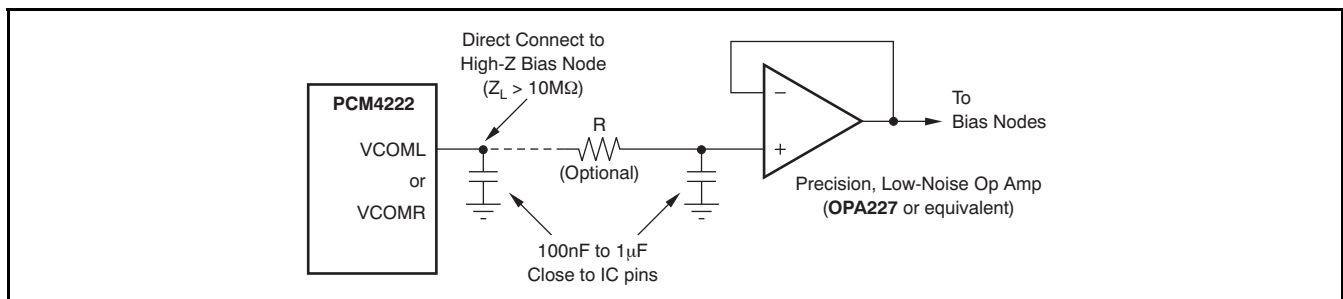 Direct Connect to
High-Z Bias Node
(ZL > 10MΩ)
PCM4222
VCOML
or
VCOMR
R
(Optional)
100nF to 1μF
Close to IC pins
−
+
To
Bias Nodes
Precision, Low-Noise Op Amp
(OPA227 or equivalent)